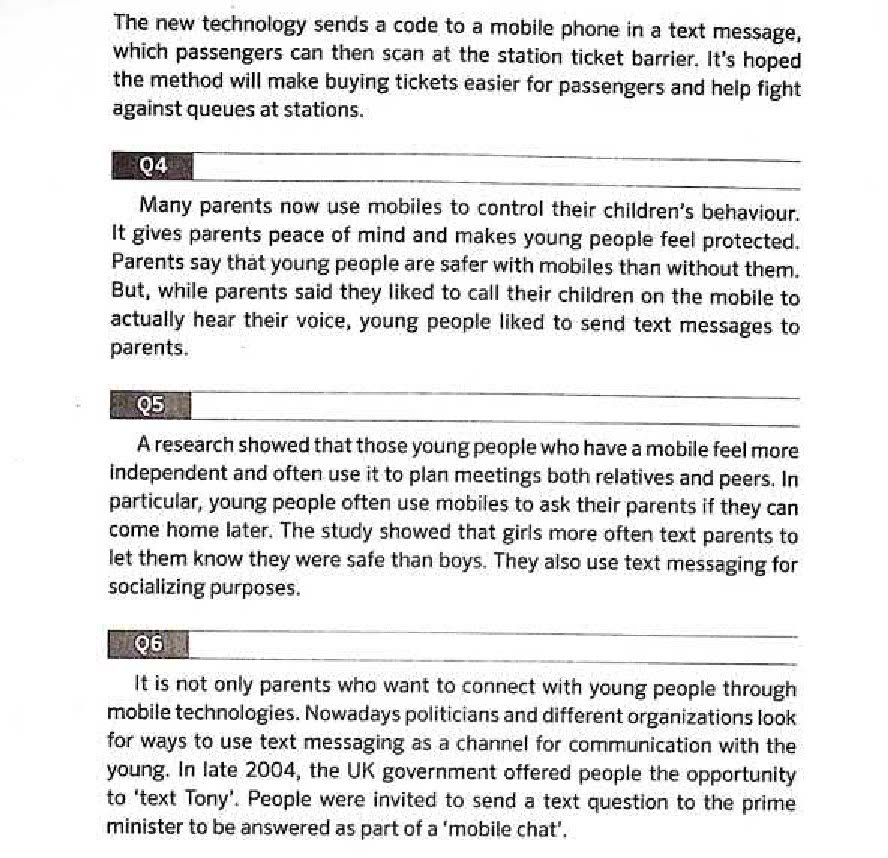 The new technology sends a code to a mobile phone in a text message,
which passengers can then scan at the station ticket barrier. It's hoped
the method will make buying tickets easier for passengers and help fight
against queues at stations.
Q4
Many parents now use mobiles to control their children's behaviour.
It gives parents peace of mind and makes young people feel protected.
Parents say that young people are safer with mobiles than without them.
But, while parents said they liked to call their children on the mobile to
actually hear their voice, young people liked to send text messages to
parents.
Q5
A research showed that those young people who have a mobile feel more
independent and often use it to plan meetings both relatives and peers. In
particular, young people often use mobiles to ask their parents if they can
come home later. The study showed that girls more often text parents to
let them know they were safe than boys. They also use text messaging for
socializing purposes.
Q6
It is not only parents who want to connect with young people through
mobile technologies. Nowadays politicians and different organizations look
for ways to use text messaging as a channel for communication with the
young. In late 2004, the UK government offered people the opportunity
to 'text Tony'. People were invited to send a text question to the prime
minister to be answered as part of a 'mobile chat'.